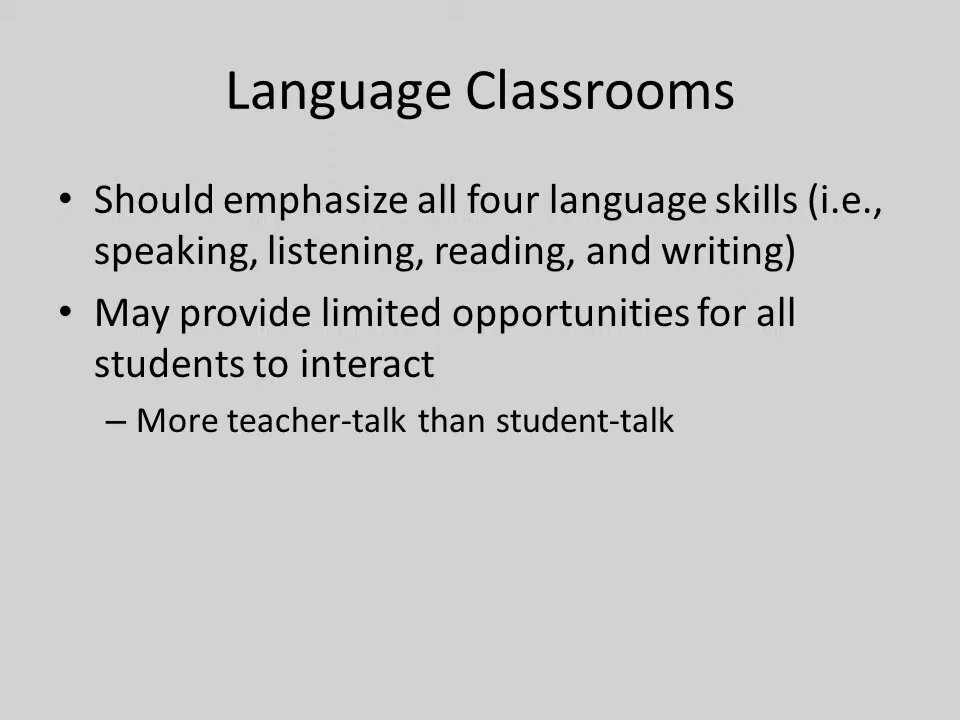 Language Classrooms
• Should emphasize all four language skills (i.e.,
speaking, listening, reading, and writing)
• May provide limited opportunities for all
students to interact
– More teacher-talk than student-talk